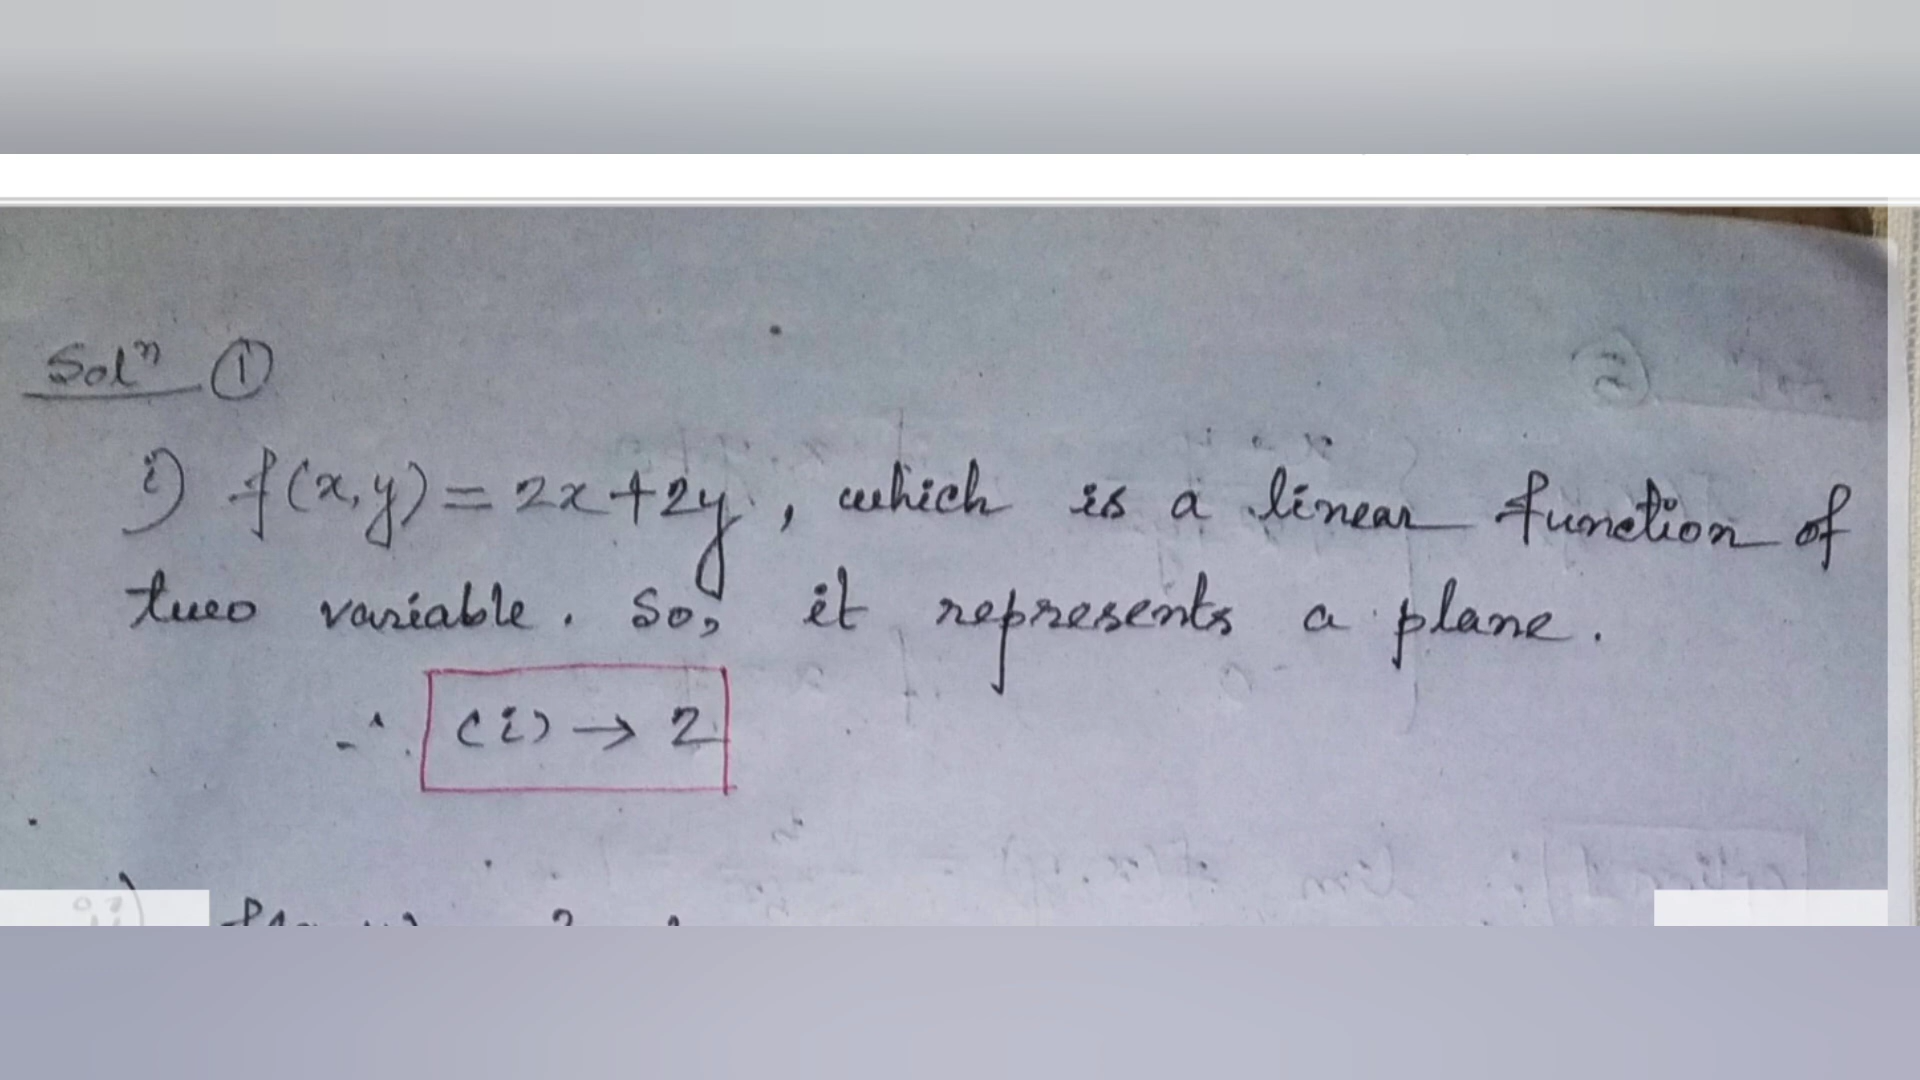 Solⁿ ①
i) f(x,y) = 2x+2y, which is a linear function of
two variable. So, it represents a plane.
∴ (i) → 2